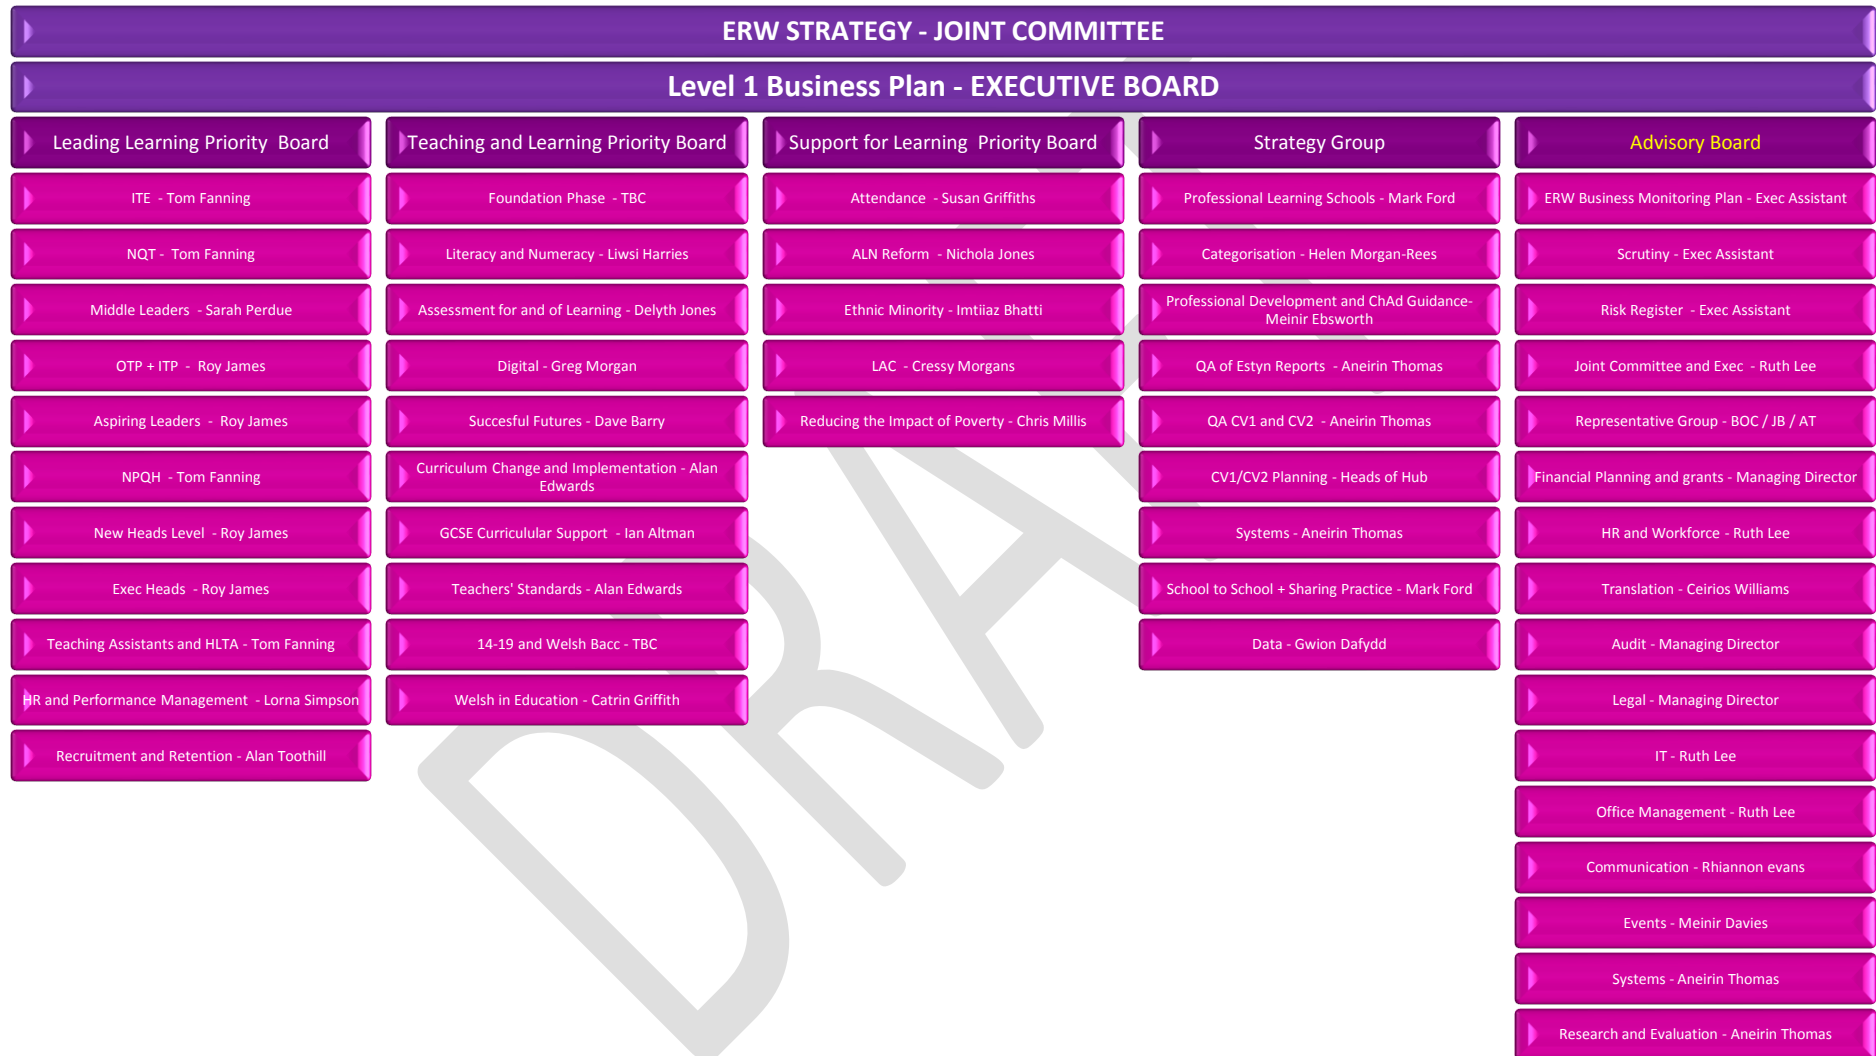 ERW STRATEGY - JOINT COMMITTEE
Level 1 Business Plan - EXECUTIVE BOARD
Leading Learning Priority Board
ITE - Tom Fanning
NQT - Tom Fanning
Middle Leaders - Sarah Perdue
OTP + ITP - Roy James
Aspiring Leaders - Roy James
NPQH - Tom Fanning
New Heads Level - Roy James
Exec Heads - Roy James
Teaching Assistants and HLTA - Tom Fanning
HR and Performance Management - Lorna Simpson
Recruitment and Retention - Alan Toothill
Teaching and Learning Priority Board
Foundation Phase - TBC
Literacy and Numeracy - Liwsi Harries
Assessment for and of Learning - Delyth Jones
Digital - Greg Morgan
Succesful Futures - Dave Barry
Curriculum Change and Implementation - Alan
Edwards
GCSE Curriculular Support - Ian Altman
Teachers' Standards - Alan Edwards
14-19 and Welsh Bacc - TBC
Welsh in Education - Catrin Griffith
Support for Learning Priority Board
Attendance - Susan Griffiths
ALN Reform - Nichola Jones
Ethnic Minority - Imtiiaz Bhatti
LAC - Cressy Morgans
Reducing the Impact of Poverty - Chris Millis
Strategy Group
Professional Learning Schools - Mark Ford
Categorisation - Helen Morgan-Rees
Professional Development and ChAd Guidance-
Meinir Ebsworth
QA of Estyn Reports - Aneirin Thomas
QA CV1 and CV2 - Aneirin Thomas
CV1/CV2 Planning - Heads of Hub
Systems - Aneirin Thomas
School to School + Sharing Practice - Mark Ford
Data - Gwion Dafydd
Advisory Board
ERW Business Monitoring Plan - Exec Assistant
Scrutiny - Exec Assistant
Risk Register - Exec Assistant
Joint Committee and Exec - Ruth Lee
Representative Group - BOC / JB / AT
Financial Planning and grants - Managing Director
HR and Workforce - Ruth Lee
Translation - Ceirios Williams
Audit - Managing Director
Legal - Managing Director
IT - Ruth Lee
Office Management - Ruth Lee
Communication - Rhiannon evans
Events - Meinir Davies
Systems - Aneirin Thomas
Research and Evaluation - Aneirin Thomas
DRAFT